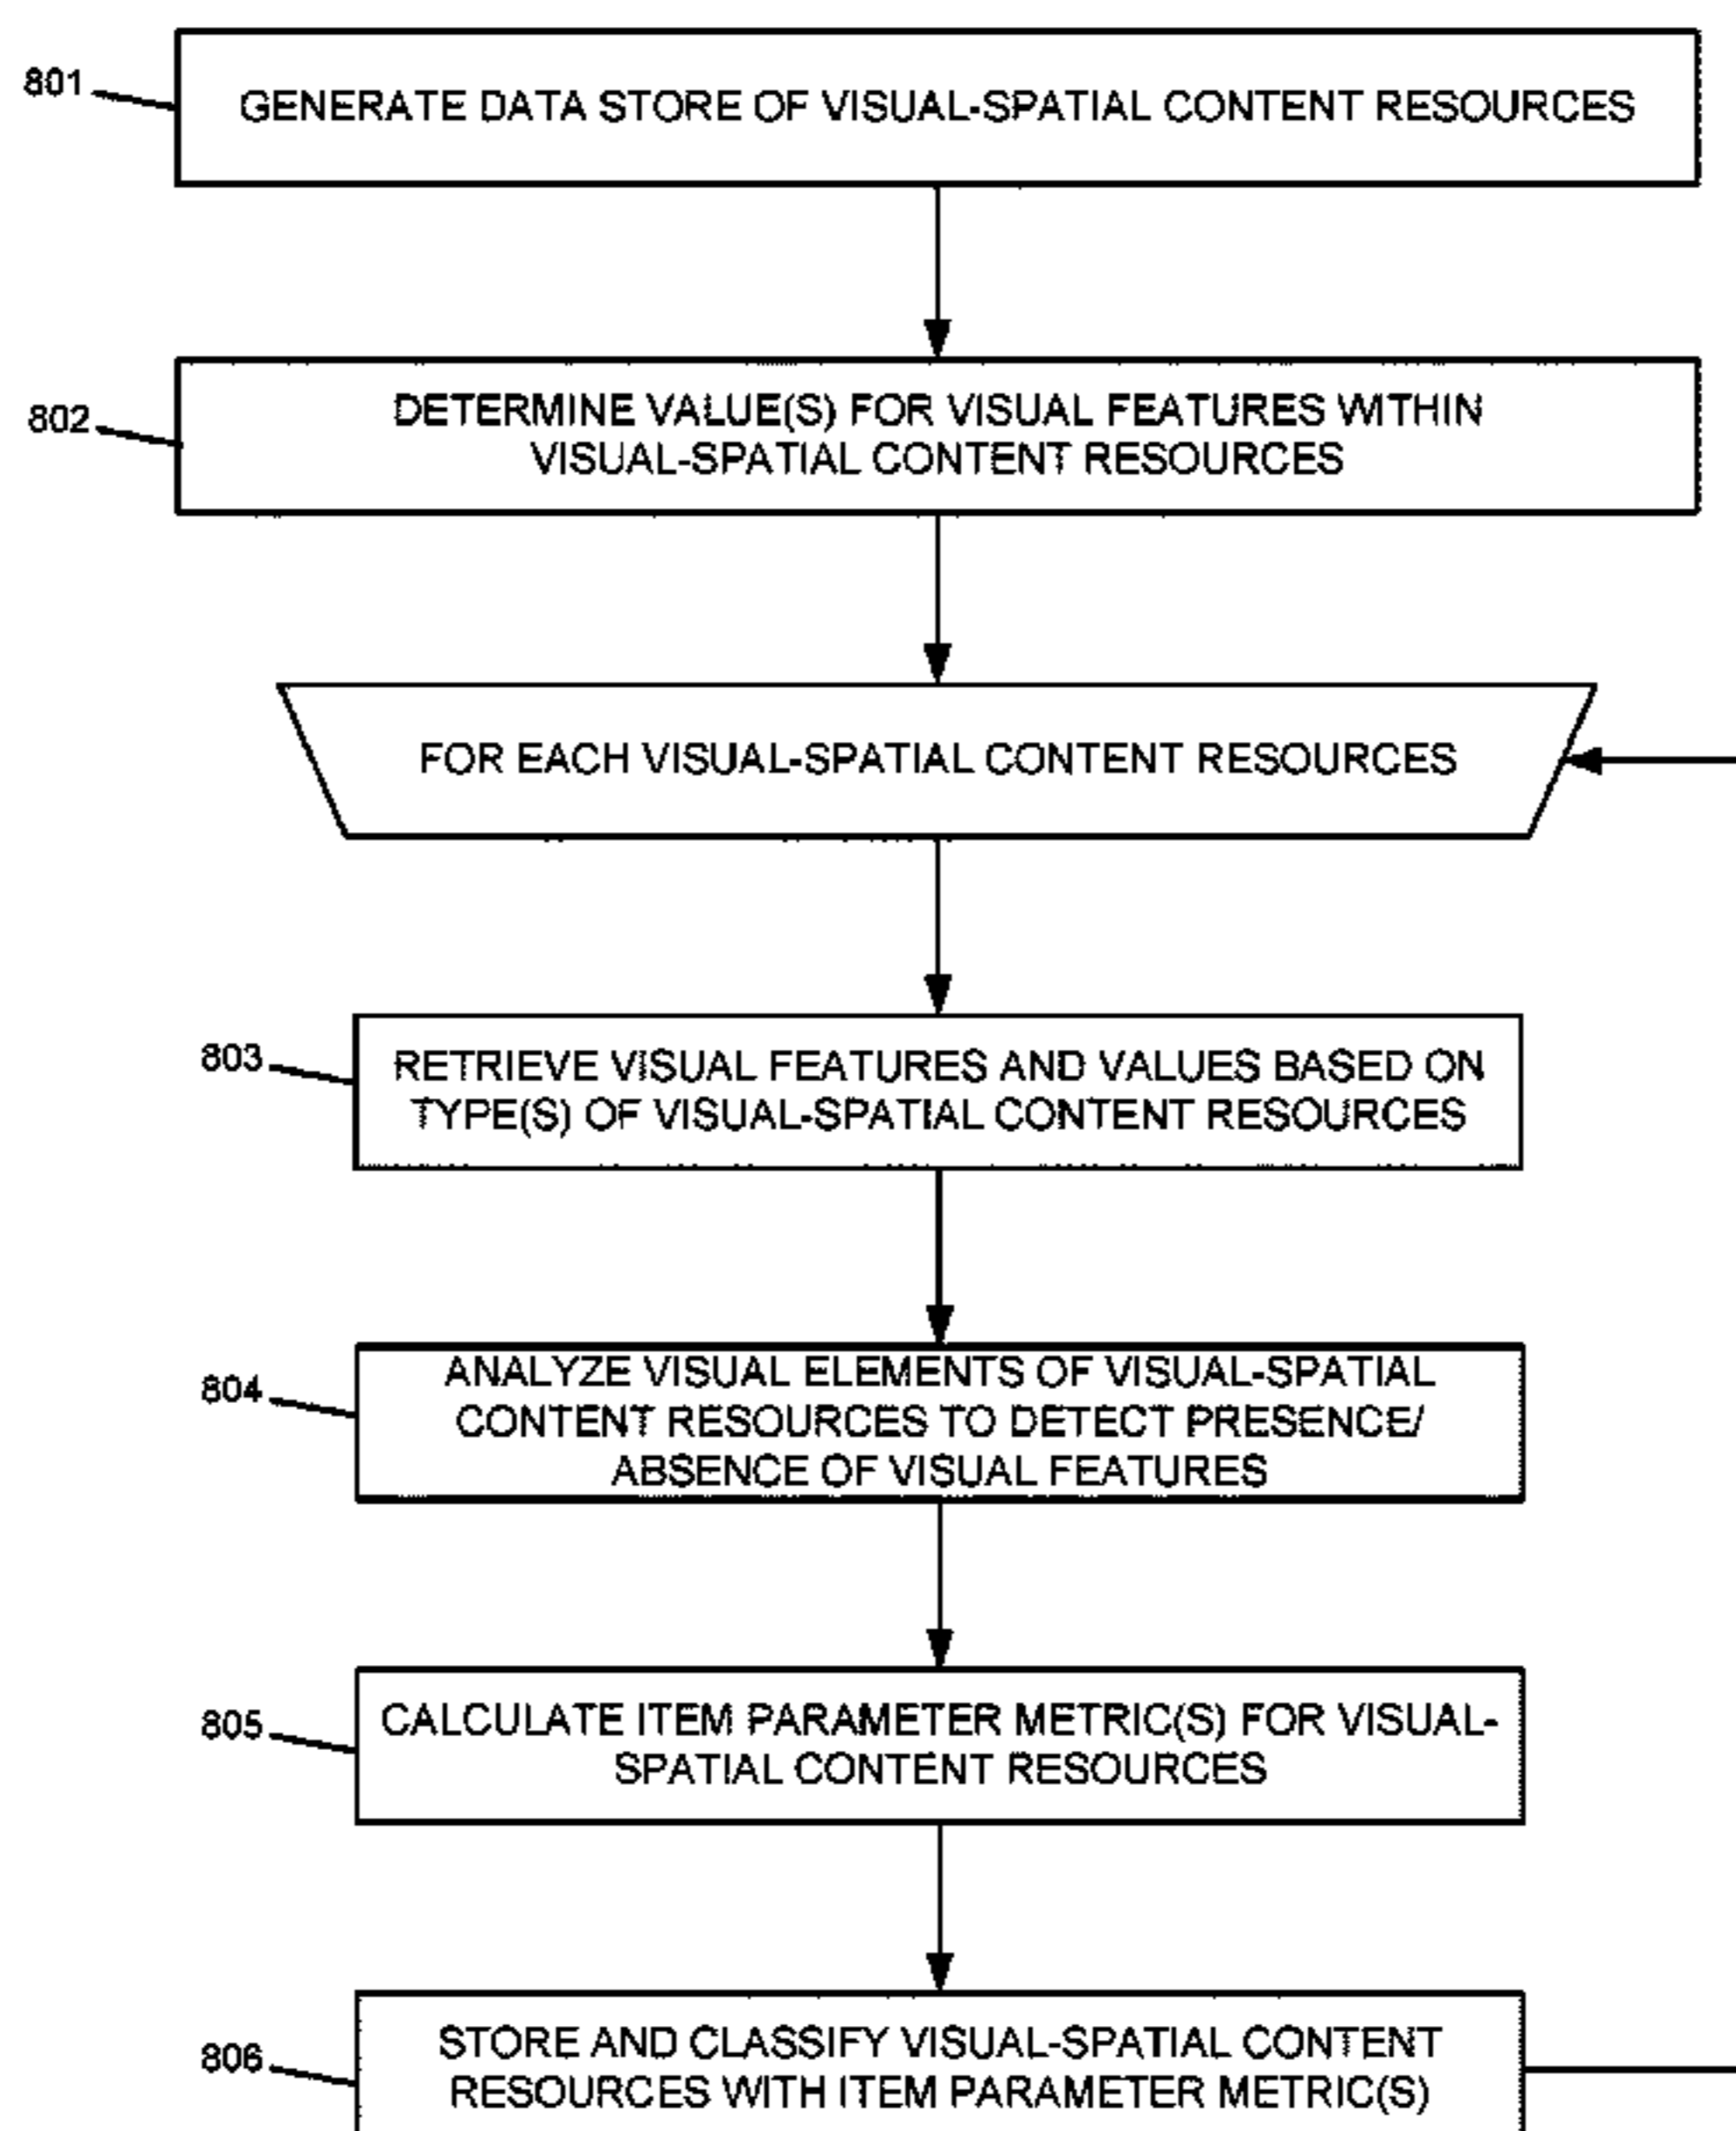 801
GENERATE DATA STORE OF VISUAL-SPATIAL CONTENT RESOURCES
802
DETERMINE VALUE(S) FOR VISUAL FEATURES WITHIN
VISUAL-SPATIAL CONTENT RESOURCES
FOR EACH VISUAL-SPATIAL CONTENT RESOURCES
803
RETRIEVE VISUAL FEATURES AND VALUES BASED ON
TYPE(S) OF VISUAL-SPATIAL CONTENT RESOURCES
804
ANALYZE VISUAL ELEMENTS OF VISUAL-SPATIAL
CONTENT RESOURCES TO DETECT PRESENCE/
ABSENCE OF VISUAL FEATURES
805
CALCULATE ITEM PARAMETER METRIC(S) FOR VISUAL-
SPATIAL CONTENT RESOURCES
806
STORE AND CLASSIFY VISUAL-SPATIAL CONTENT
RESOURCES WITH ITEM PARAMETER METRIC(S)